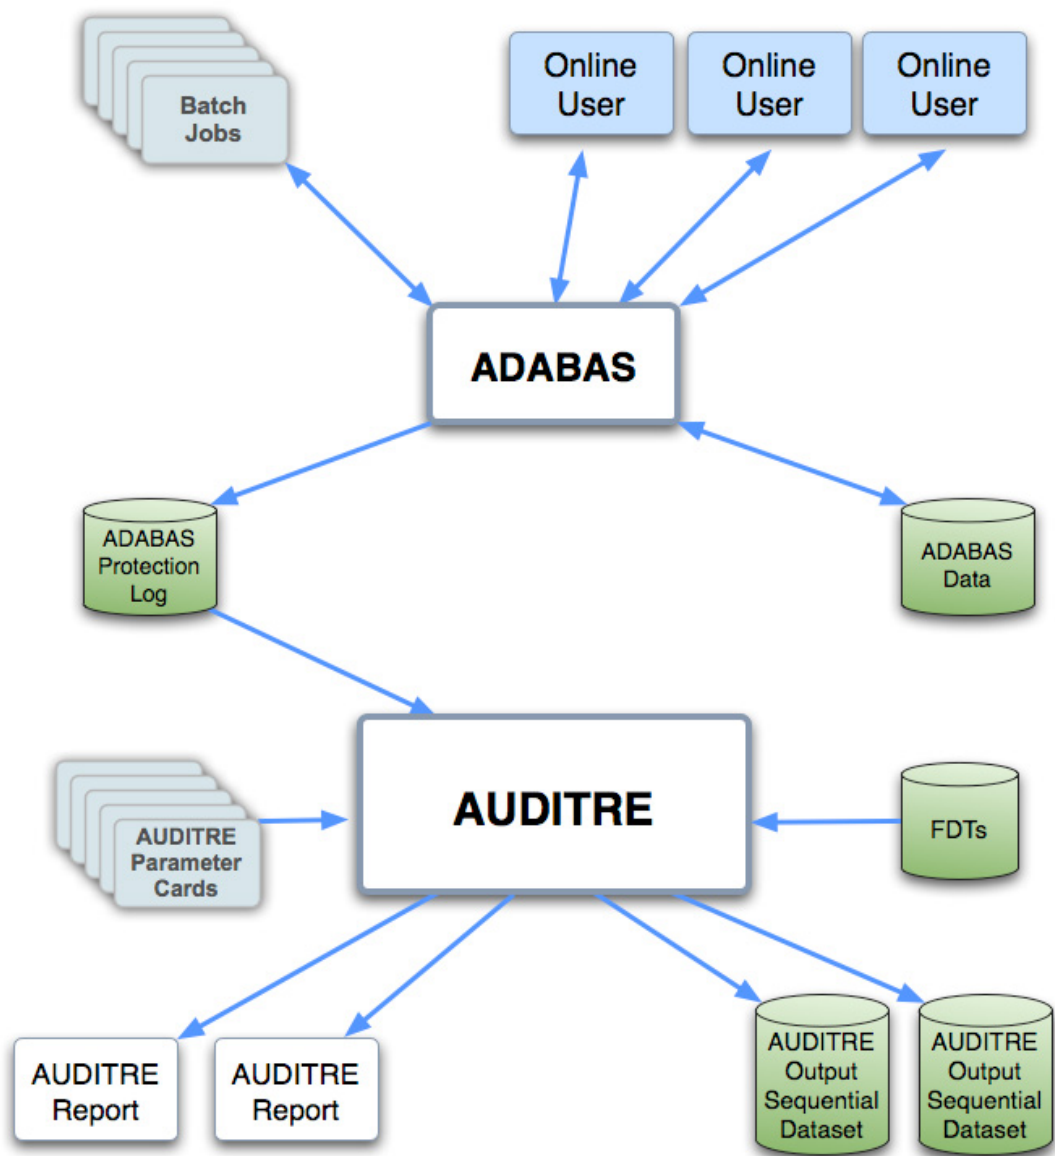 Batch
Jobs
Online
User
Online
User
Online
User
ADABAS
ADABAS
Protection
Log
ADABAS
Data
AUDITRE
Parameter
Cards
AUDITRE
FDTs
AUDITRE
Report
AUDITRE
Report
AUDITRE
Output
Sequential
Dataset
AUDITRE
Output
Sequential
Dataset